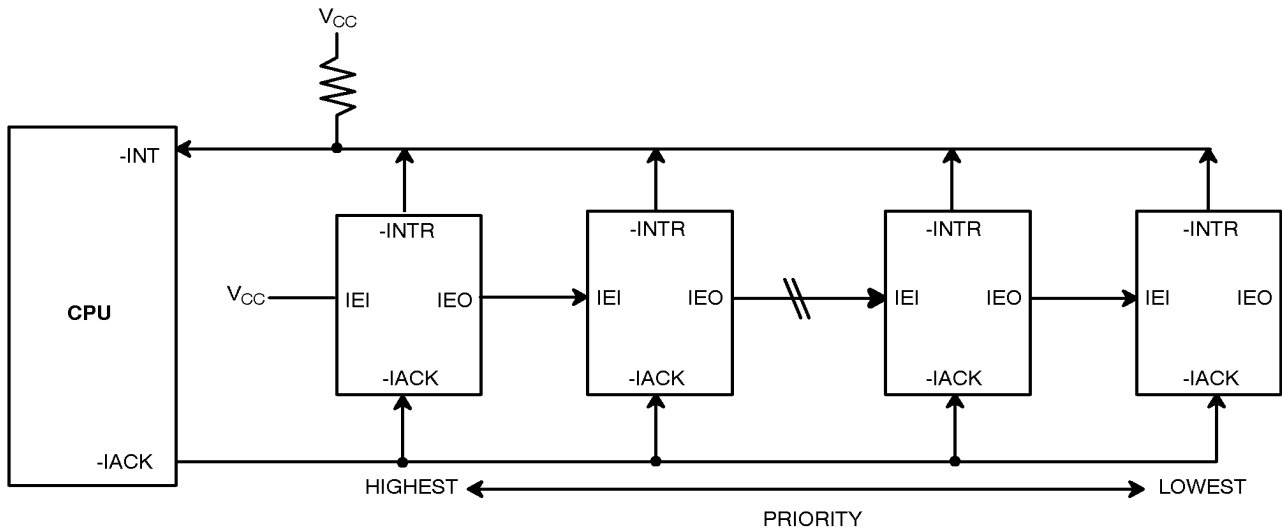 VCC
-INT
-INTR
-INTR
-INTR
-INTR
VCC
IEI
IEO
IEI
IEO
IEI
IEO
IEI
IEO
CPU
-IACK
-IACK
-IACK
-IACK
-IACK
HIGHEST
LOWEST
PRIORITY